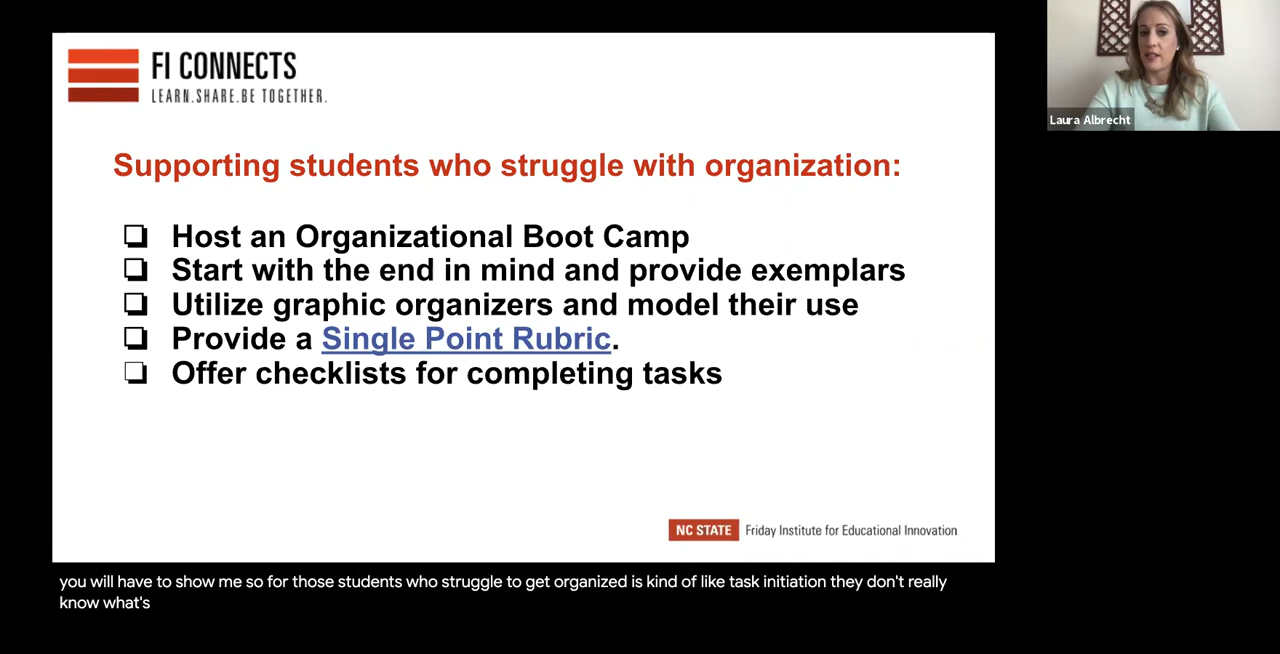 FI CONNECTS
LEARN.SHARE.BE TOGETHER.
Laura Albrecht
Supporting students who struggle with organization:
❏ Host an Organizational Boot Camp
❏ Start with the end in mind and provide exemplars
❏ Utilize graphic organizers and model their use
❏ Provide a Single Point Rubric.
❏ Offer checklists for completing tasks
NC STATE Friday Institute for Educational Innovation
you will have to show me so for those students who struggle to get organized is kind of like task initiation they don't really
know what's